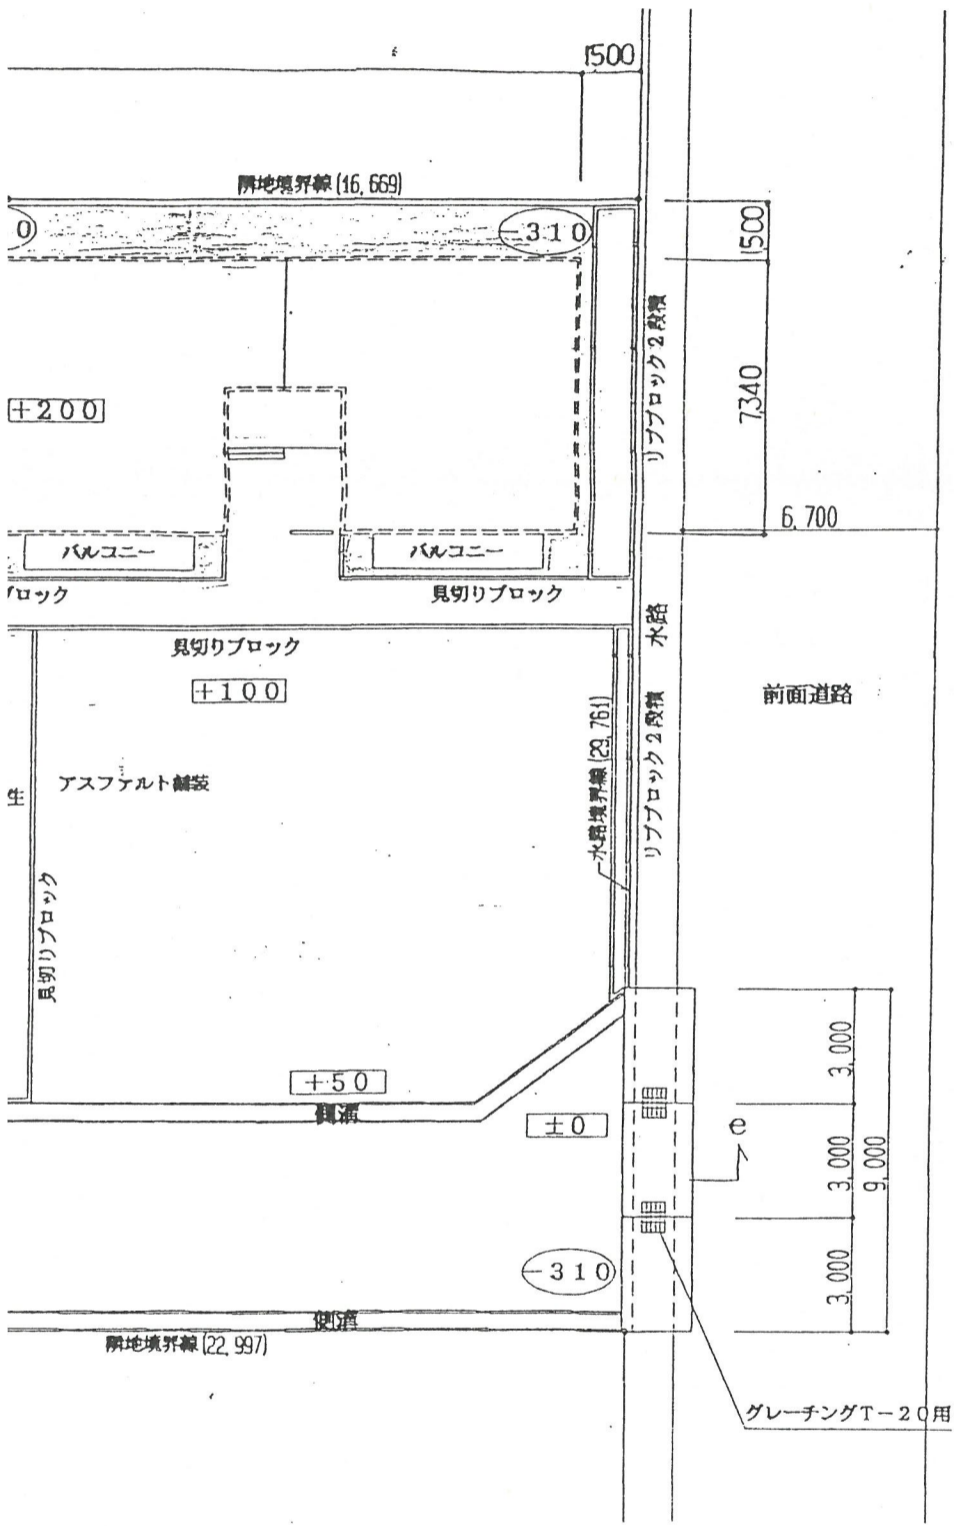 1500
隣地境界線(16,669)
0
-310
1500
リブブロック2段積
7,340
+200
6,700
バルコニー
バルコニー
ブロック
見切りブロック
水路
見切りブロック
+100
前面道路
水路境界線(29,761)
リブブロック2段積
アスファルト舗装
生
見切りブロック
3,000
+50
側溝
±0
e
3,000
9,000
-310
3,000
側溝
隣地境界線(22,997)
グレーチングT-20用